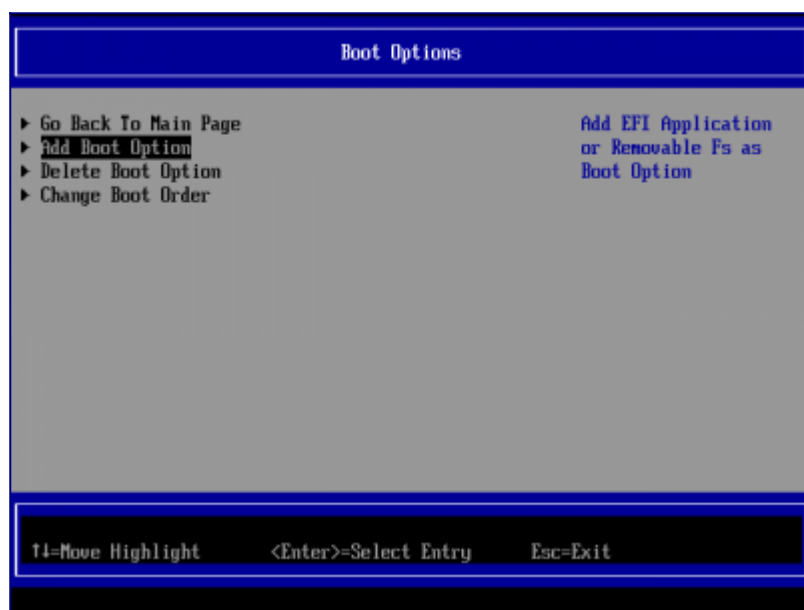 Boot Options
▶ Go Back To Main Page
▶ Add Boot Option
▶ Delete Boot Option
▶ Change Boot Order
Add EFI Application
or Removable Fs as
Boot Option
↑↓=Move Highlight <Enter>=Select Entry Esc=Exit